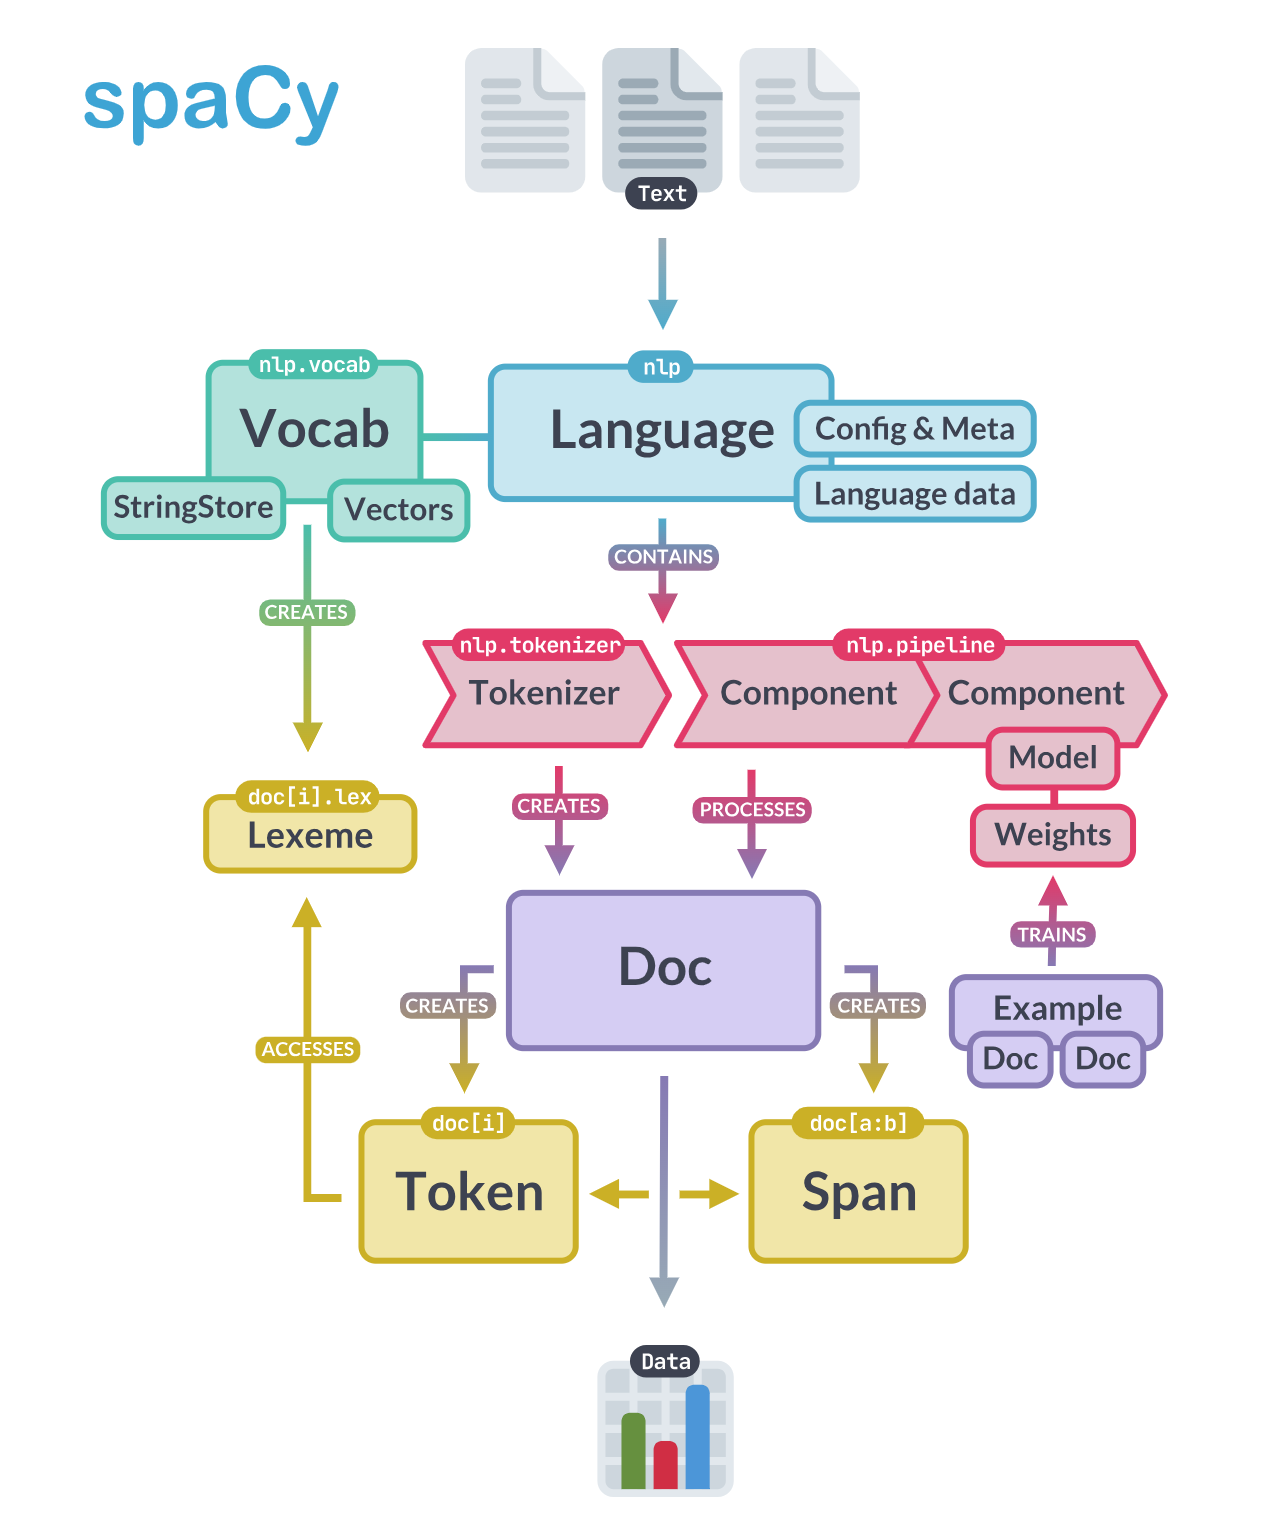 spaCy
Text
nlp.vocab
Vocab
StringStore
Vectors
nlp
Language
Config & Meta
Language data
CONTAINS
CREATES
nlp.tokenizer
Tokenizer
nlp.pipeline
Component
Component
Model
Weights
doc[i].lex
Lexeme
CREATES
PROCESSES
Doc
TRAINS
Example
Doc
Doc
CREATES
CREATES
ACCESSES
doc[i]
Token
doc[a:b]
Span
Data